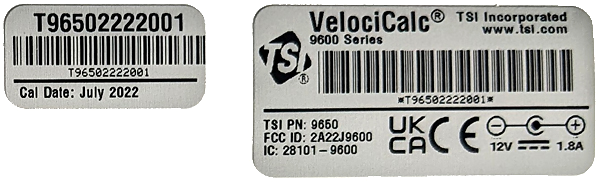 T96502222001
T96502222001
Cal Date: July 2022
VelociCalc® TSI Incorporated
9600 Series www.tsi.com
TSI®
*T96502222001*
TSI PN: 9650
FCC ID: 2A22J9600
IC: 28101-9600
UK
CA CE
12V 1.8A